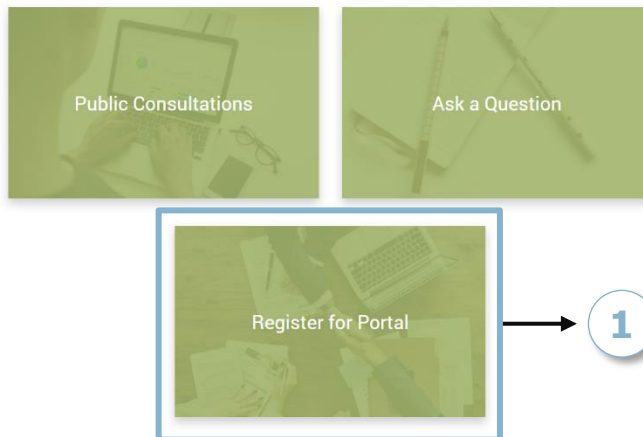 Public Consultations
Ask a Question
Register for Portal
1